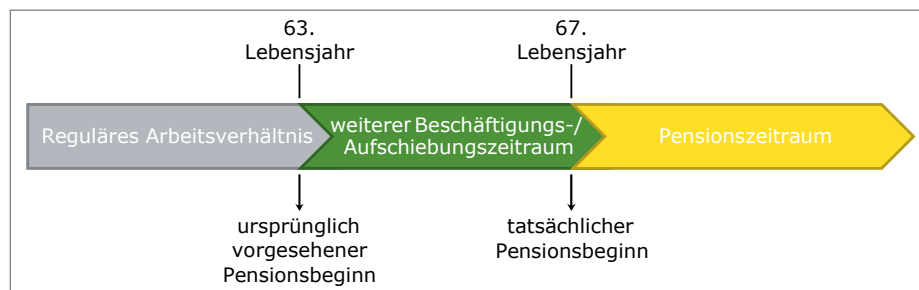 63.
Lebensjahr
67.
Lebensjahr
Reguläres Arbeitsverhältnis
weiterer Beschäftigungs-/
Aufschiebungszeitraum
Pensionszeitraum
ursprünglich
vorgesehener
Pensionsbeginn
tatsächlicher
Pensionsbeginn